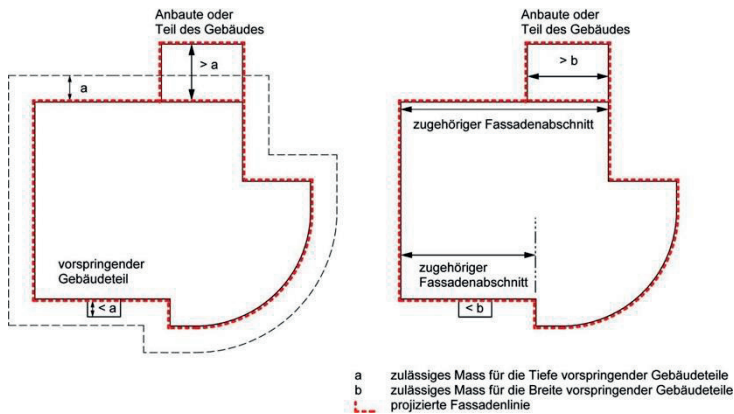 Anbaute oder
Teil des Gebäudes
> a
a
vorspringender
Gebäudeteil
< a
Anbaute oder
Teil des Gebäudes
> b
zugehöriger Fassadenabschnitt
zugehöriger
Fassadenabschnitt
< b
a zulässiges Mass für die Tiefe vorspringender Gebäudeteile
b zulässiges Mass für die Breite vorspringender Gebäudeteile
projizierte Fassadenlinie